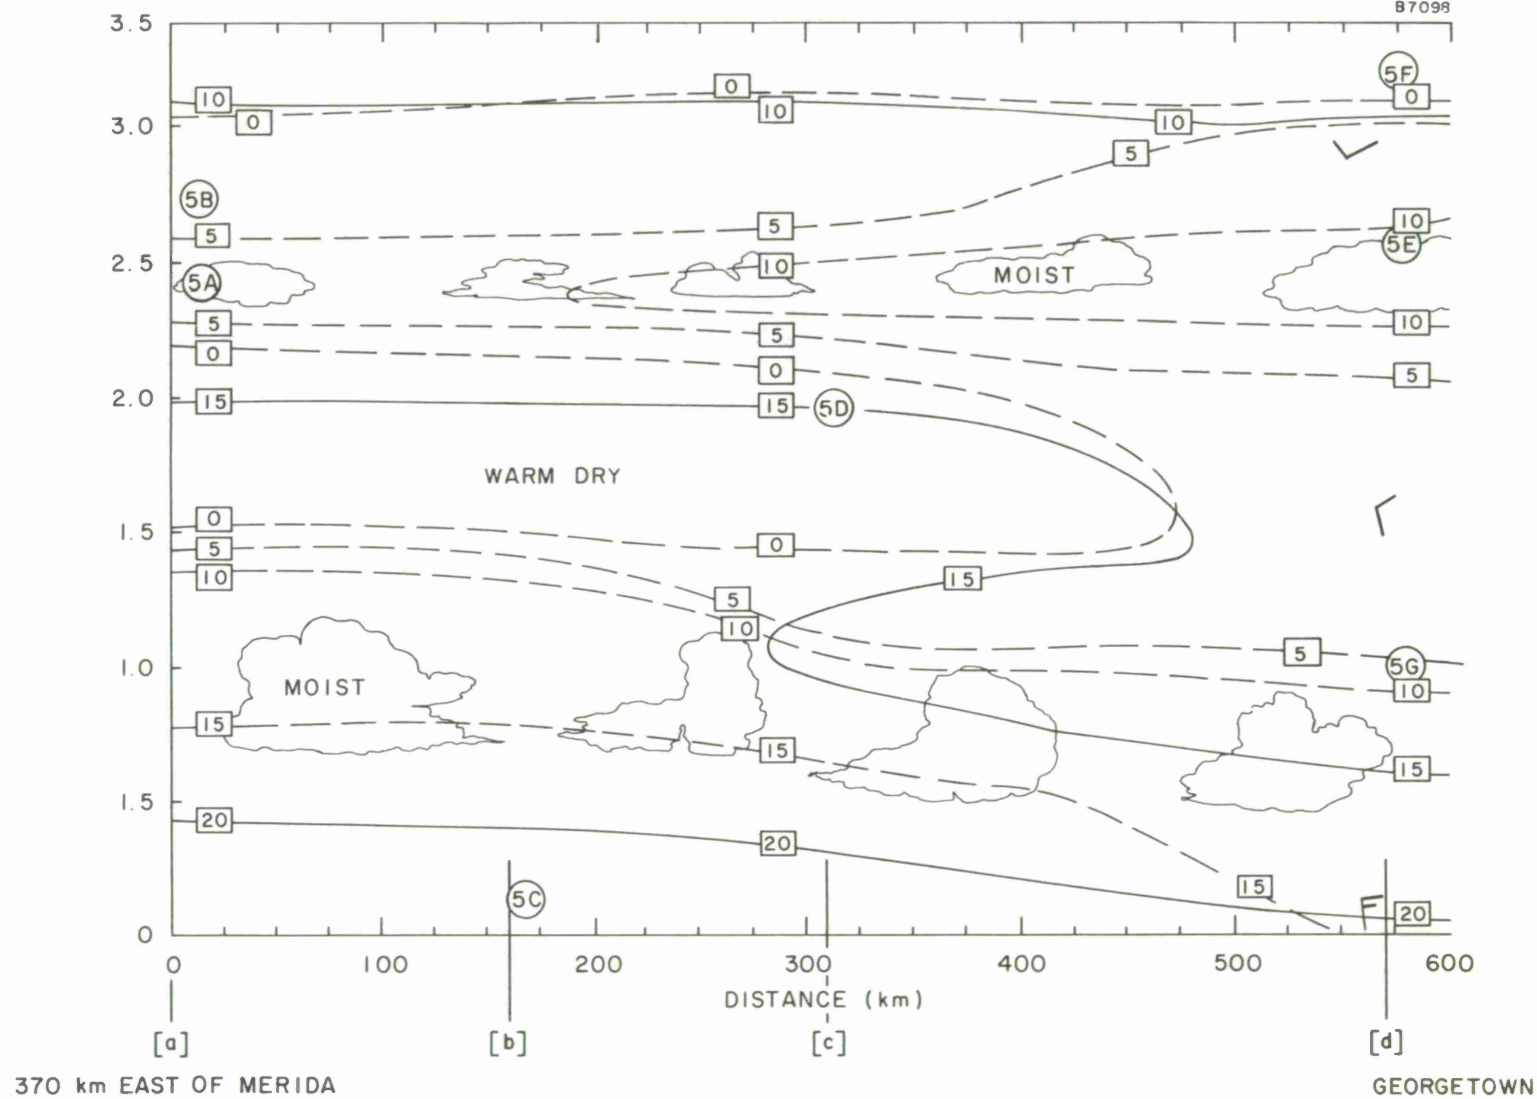 B7098
3.5
5F
10
0
0
0
10
10
3.0
5
5B
5
5
10
5E
2.5
10
MOIST
5A
5
5
10
0
0
5
2.0
15
15
5D
WARM DRY
1.5
0
0
5
10
15
5
10
5
1.0
5G
MOIST
10
15
15
15
1.5
20
20
5C
15
20
0
0 100 200 300 400 500 600
DISTANCE (km)
[a] [b] [c] [d]
370 km EAST OF MERIDA
GEORGETOWN